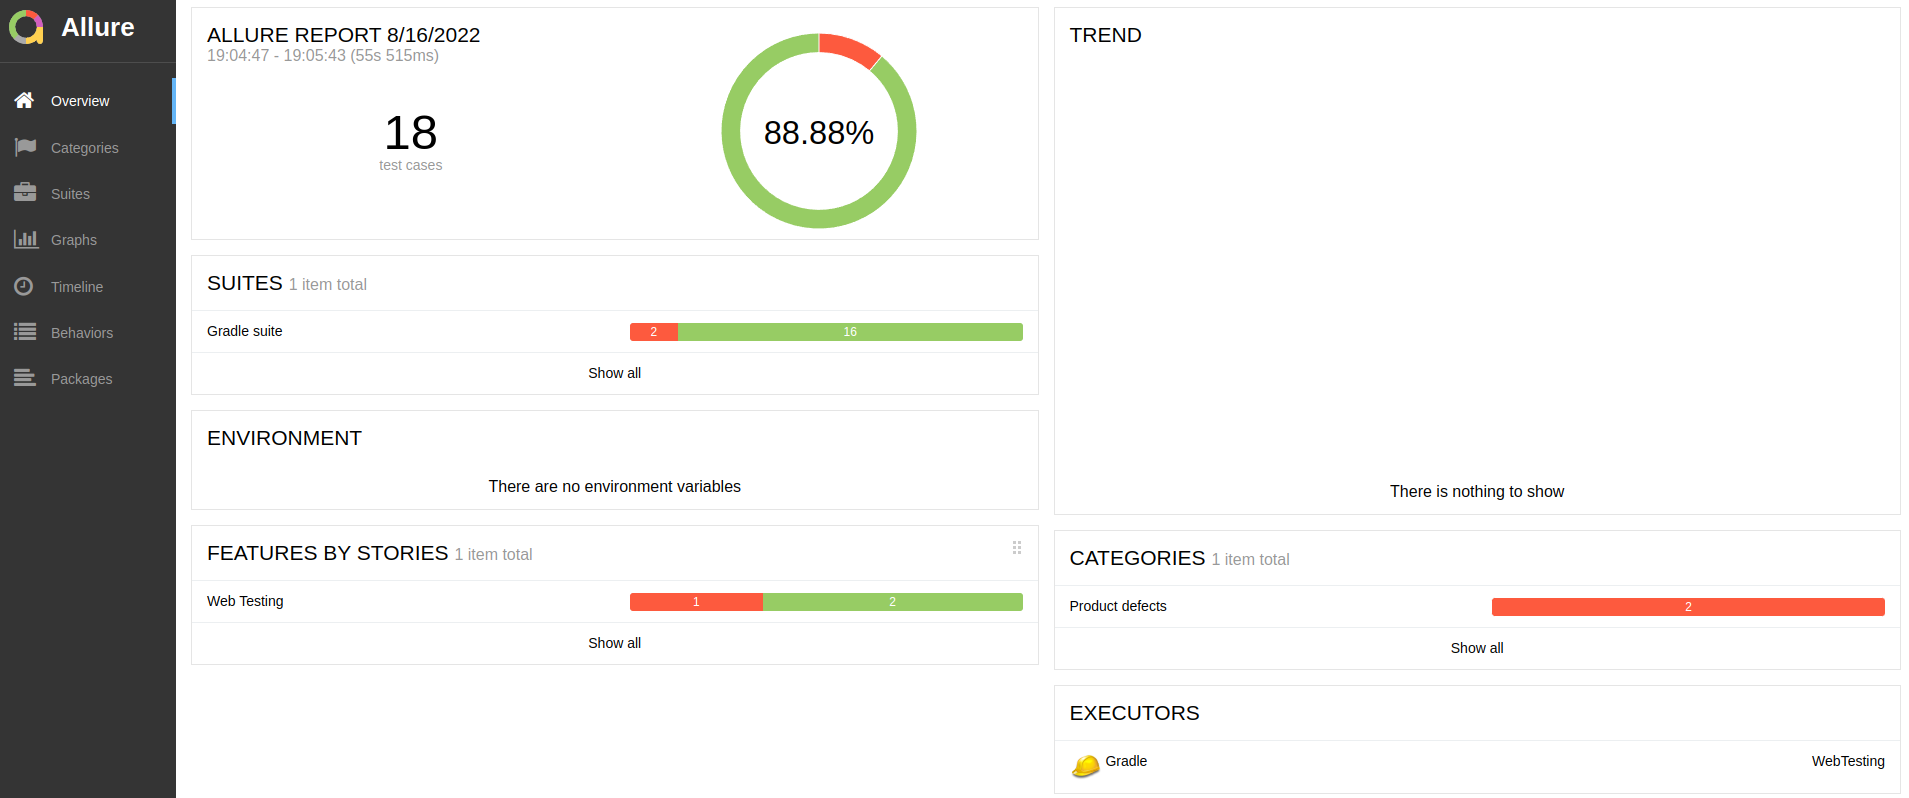 Allure
Overview
Categories
Suites
Graphs
Timeline
Behaviors
Packages
ALLURE REPORT 8/16/2022
19:04:47 - 19:05:43 (55s 515ms)
18
test cases
88.88%
SUITES 1 item total
Gradle suite 2 16
Show all
ENVIRONMENT
There are no environment variables
FEATURES BY STORIES 1 item total
Web Testing 1 2
Show all
TREND
There is nothing to show
CATEGORIES 1 item total
Product defects 2
Show all
EXECUTORS
Gradle WebTesting